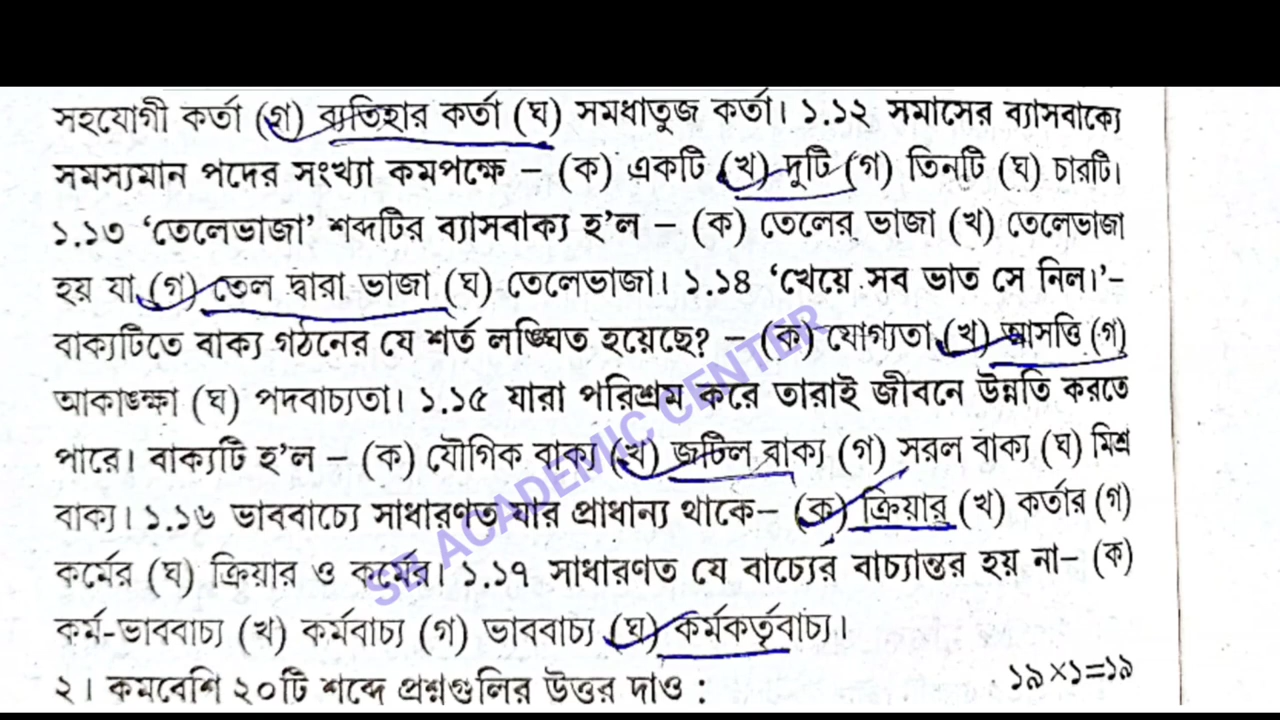 সহযোগী কর্তা (গ) ব্যতিহার কর্তা (ঘ) সমধাতুজ কর্তা। ১.১২ সমাসের ব্যাসবাক্যে
সমস্যমান পদের সংখ্যা কমপক্ষে – (ক) একটি (খ) দুটি (গ) তিনটি (ঘ) চারটি।
১.১৩ ‘তেলেভাজা’ শব্দটির ব্যাসবাক্য হ’ল – (ক) তেলের ভাজা (খ) তেলেভাজা
হয় যা (গ) তেল দ্বারা ভাজা (ঘ) তেলেভাজা। ১.১৪ ‘খেয়ে সব ভাত সে নিল।’–
বাক্যটিতে বাক্য গঠনের যে শর্ত লঙ্ঘিত হয়েছে? – (ক) যোগ্যতা (খ) আসত্তি (গ)
আকাঙ্ক্ষা (ঘ) পদবাচ্যতা। ১.১৫ যারা পরিশ্রম করে তারাই জীবনে উন্নতি করতে
পারে। বাক্যটি হ’ল – (ক) যৌগিক বাক্য (খ) জটিল বাক্য (গ) সরল বাক্য (ঘ) মিশ্র
বাক্য। ১.১৬ ভাববাচ্যে সাধারণত যার প্রাধান্য থাকে– (ক) ক্রিয়ার (খ) কর্তার (গ)
কর্মের (ঘ) ক্রিয়ার ও কর্মের। ১.১৭ সাধারণত যে বাচ্যের বাচ্যান্তর হয় না– (ক)
কর্ম-ভাববাচ্য (খ) কর্মবাচ্য (গ) ভাববাচ্য (ঘ) কর্মকর্তৃবাচ্য।
২। কমবেশি ২০টি শব্দে প্রশ্নগুলির উত্তর দাও : ১৯×১=১৯
SB ACADEMIC CENTER